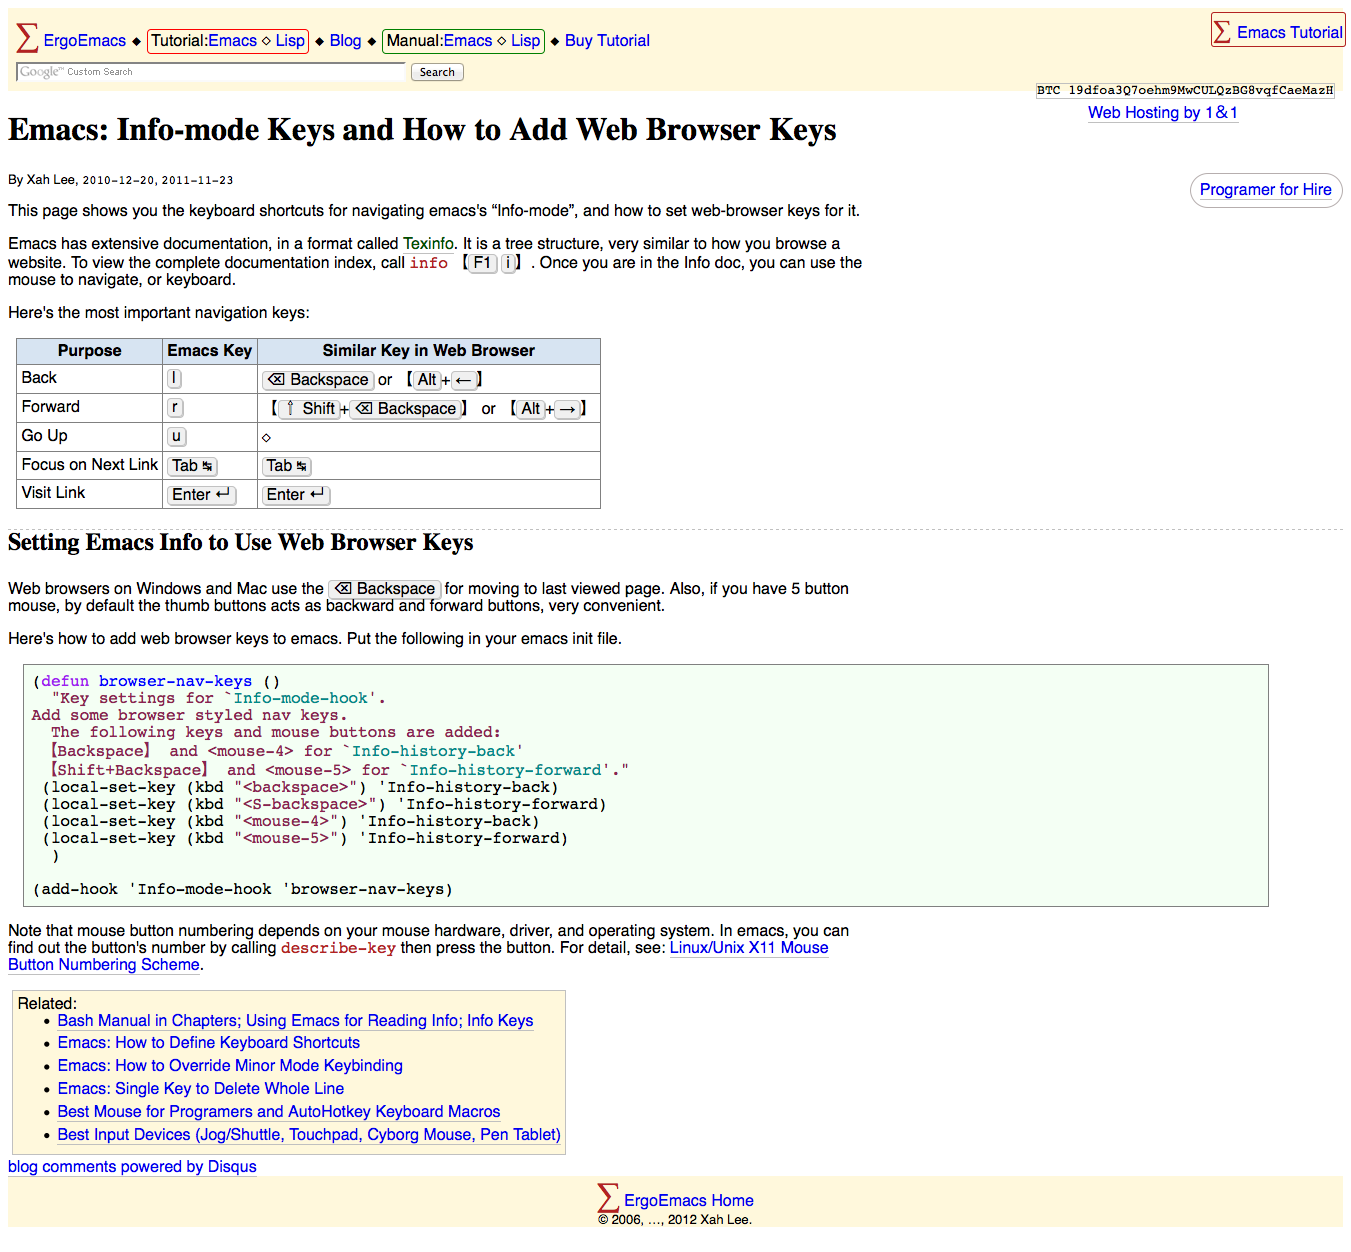 ∑ ErgoEmacs ◆ Tutorial:Emacs ◇ Lisp ◆ Blog ◆ Manual:Emacs ◇ Lisp ◆ Buy Tutorial
∑ Emacs Tutorial
Google™ Custom Search Search
BTC 19dfoa3Q7oehm9MwCULQzBG8vqfCaeMazH
Web Hosting by 1&1
Emacs: Info-mode Keys and How to Add Web Browser Keys
By Xah Lee, 2010-12-20, 2011-11-23
Programer for Hire
This page shows you the keyboard shortcuts for navigating emacs's “Info-mode”, and how to set web-browser keys for it.
Emacs has extensive documentation, in a format called Texinfo. It is a tree structure, very similar to how you browse a
website. To view the complete documentation index, call info 【F1 i】. Once you are in the Info doc, you can use the
mouse to navigate, or keyboard.
Here's the most important navigation keys:
Purpose Emacs Key Similar Key in Web Browser
Back l ⌫ Backspace or 【Alt+←】
Forward r 【⇧ Shift+⌫ Backspace】 or 【Alt+→】
Go Up u ◇
Focus on Next Link Tab ↹ Tab ↹
Visit Link Enter ↵ Enter ↵
Setting Emacs Info to Use Web Browser Keys
Web browsers on Windows and Mac use the ⌫ Backspace for moving to last viewed page. Also, if you have 5 button
mouse, by default the thumb buttons acts as backward and forward buttons, very convenient.
Here's how to add web browser keys to emacs. Put the following in your emacs init file.
(defun browser-nav-keys ()
"Key settings for `Info-mode-hook'.
Add some browser styled nav keys.
The following keys and mouse buttons are added:
【Backspace】 and <mouse-4> for `Info-history-back'
【Shift+Backspace】 and <mouse-5> for `Info-history-forward'."
(local-set-key (kbd "<backspace>") 'Info-history-back)
(local-set-key (kbd "<S-backspace>") 'Info-history-forward)
(local-set-key (kbd "<mouse-4>") 'Info-history-back)
(local-set-key (kbd "<mouse-5>") 'Info-history-forward)
)
(add-hook 'Info-mode-hook 'browser-nav-keys)
Note that mouse button numbering depends on your mouse hardware, driver, and operating system. In emacs, you can
find out the button's number by calling describe-key then press the button. For detail, see: Linux/Unix X11 Mouse
Button Numbering Scheme.
Related:
• Bash Manual in Chapters; Using Emacs for Reading Info; Info Keys
• Emacs: How to Define Keyboard Shortcuts
• Emacs: How to Override Minor Mode Keybinding
• Emacs: Single Key to Delete Whole Line
• Best Mouse for Programers and AutoHotkey Keyboard Macros
• Best Input Devices (Jog/Shuttle, Touchpad, Cyborg Mouse, Pen Tablet)
blog comments powered by Disqus
∑ ErgoEmacs Home
© 2006, …, 2012 Xah Lee.